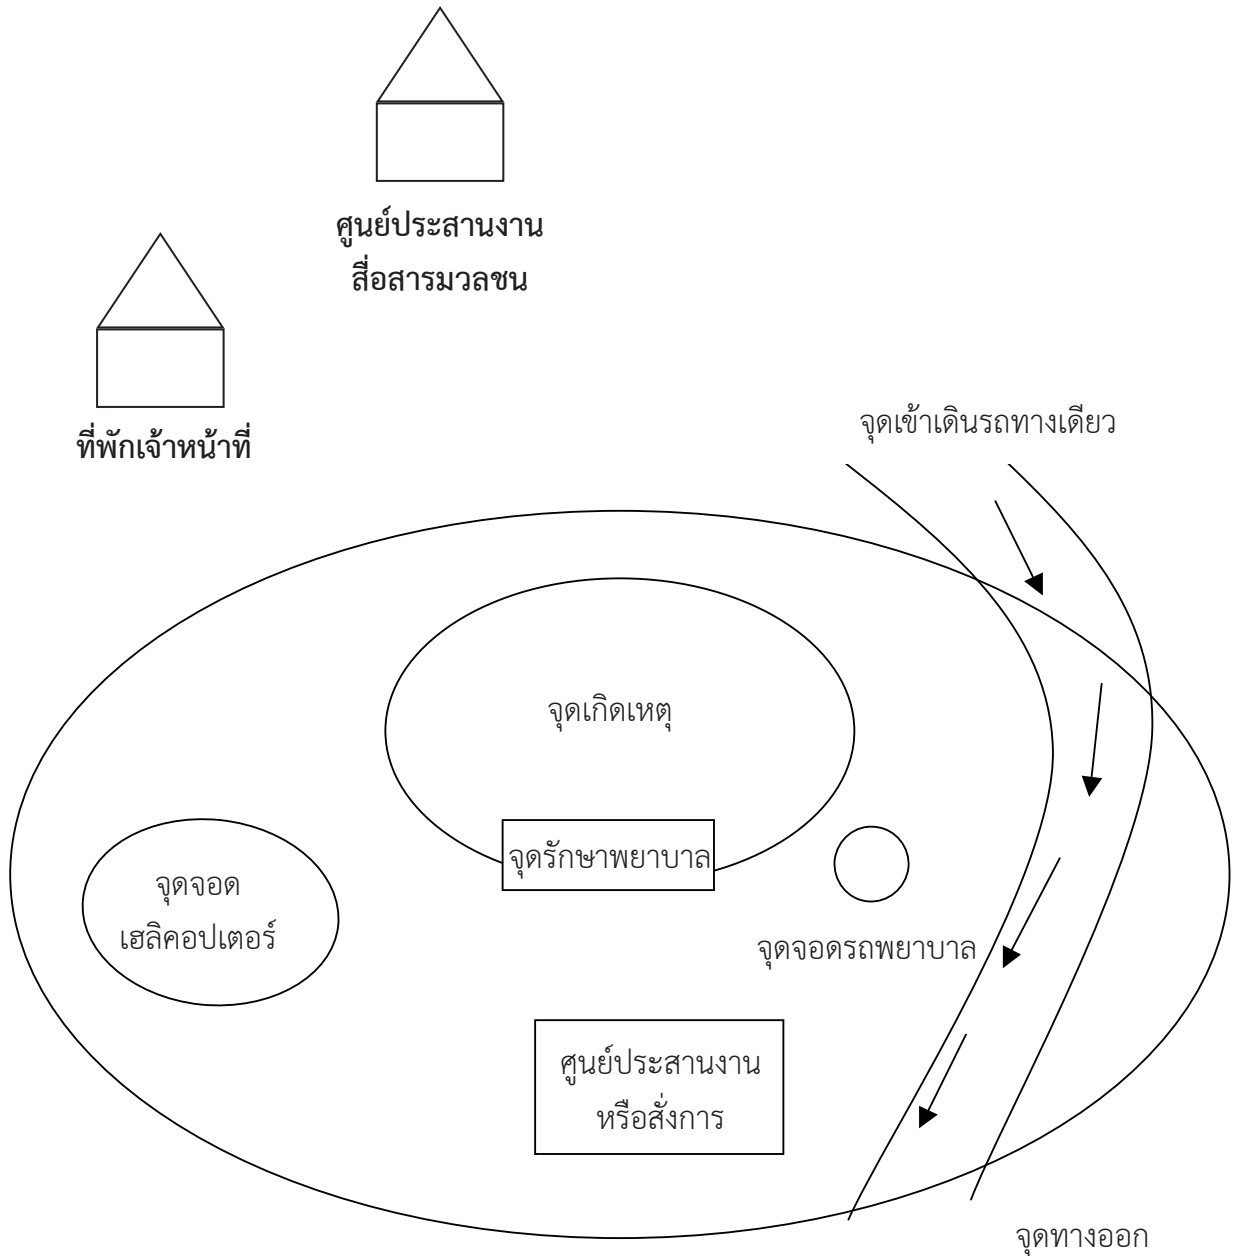 ศูนย์ประสานงาน
สื่อสารมวลชน
ที่พักเจ้าหน้าที่
จุดเข้าเดินรถทางเดียว
จุดเกิดเหตุ
จุดรักษาพยาบาล
จุดจอด
เฮลิคอปเตอร์
จุดจอดรถพยาบาล
ศูนย์ประสานงาน
หรือสั่งการ
จุดทางออก